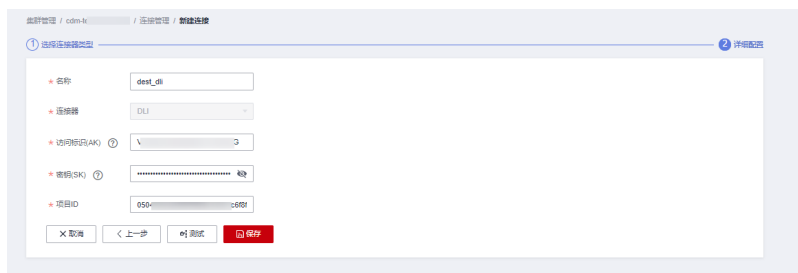 集群管理 / cdm-t / 连接管理 / 新建连接
1 选择连接器类型
2 详细配置
* 名称 dest_dli
* 连接器 DLI
* 访问标识(AK) ? V G
* 密钥(SK) ? ••••••••••••••••••••••••••••••••••••
* 项目ID 050 c6f8f
× 取消 < 上一步 测试 保存